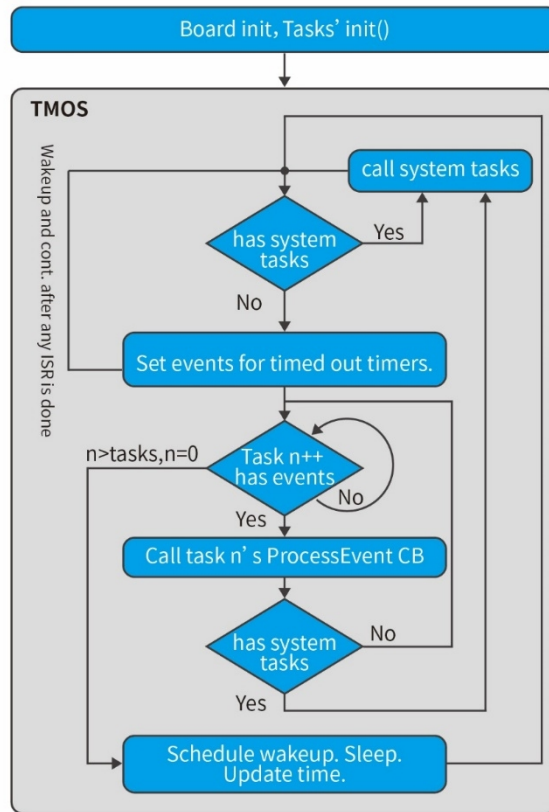 Board init, Tasks' init()
TMOS
Wakeup and cont. after any ISR is done
call system tasks
has system
tasks
Yes
No
Set events for timed out timers.
n>tasks,n=0
Task n++
has events
No
Yes
Call task n's ProcessEvent CB
has system
tasks
No
Yes
Schedule wakeup. Sleep.
Update time.